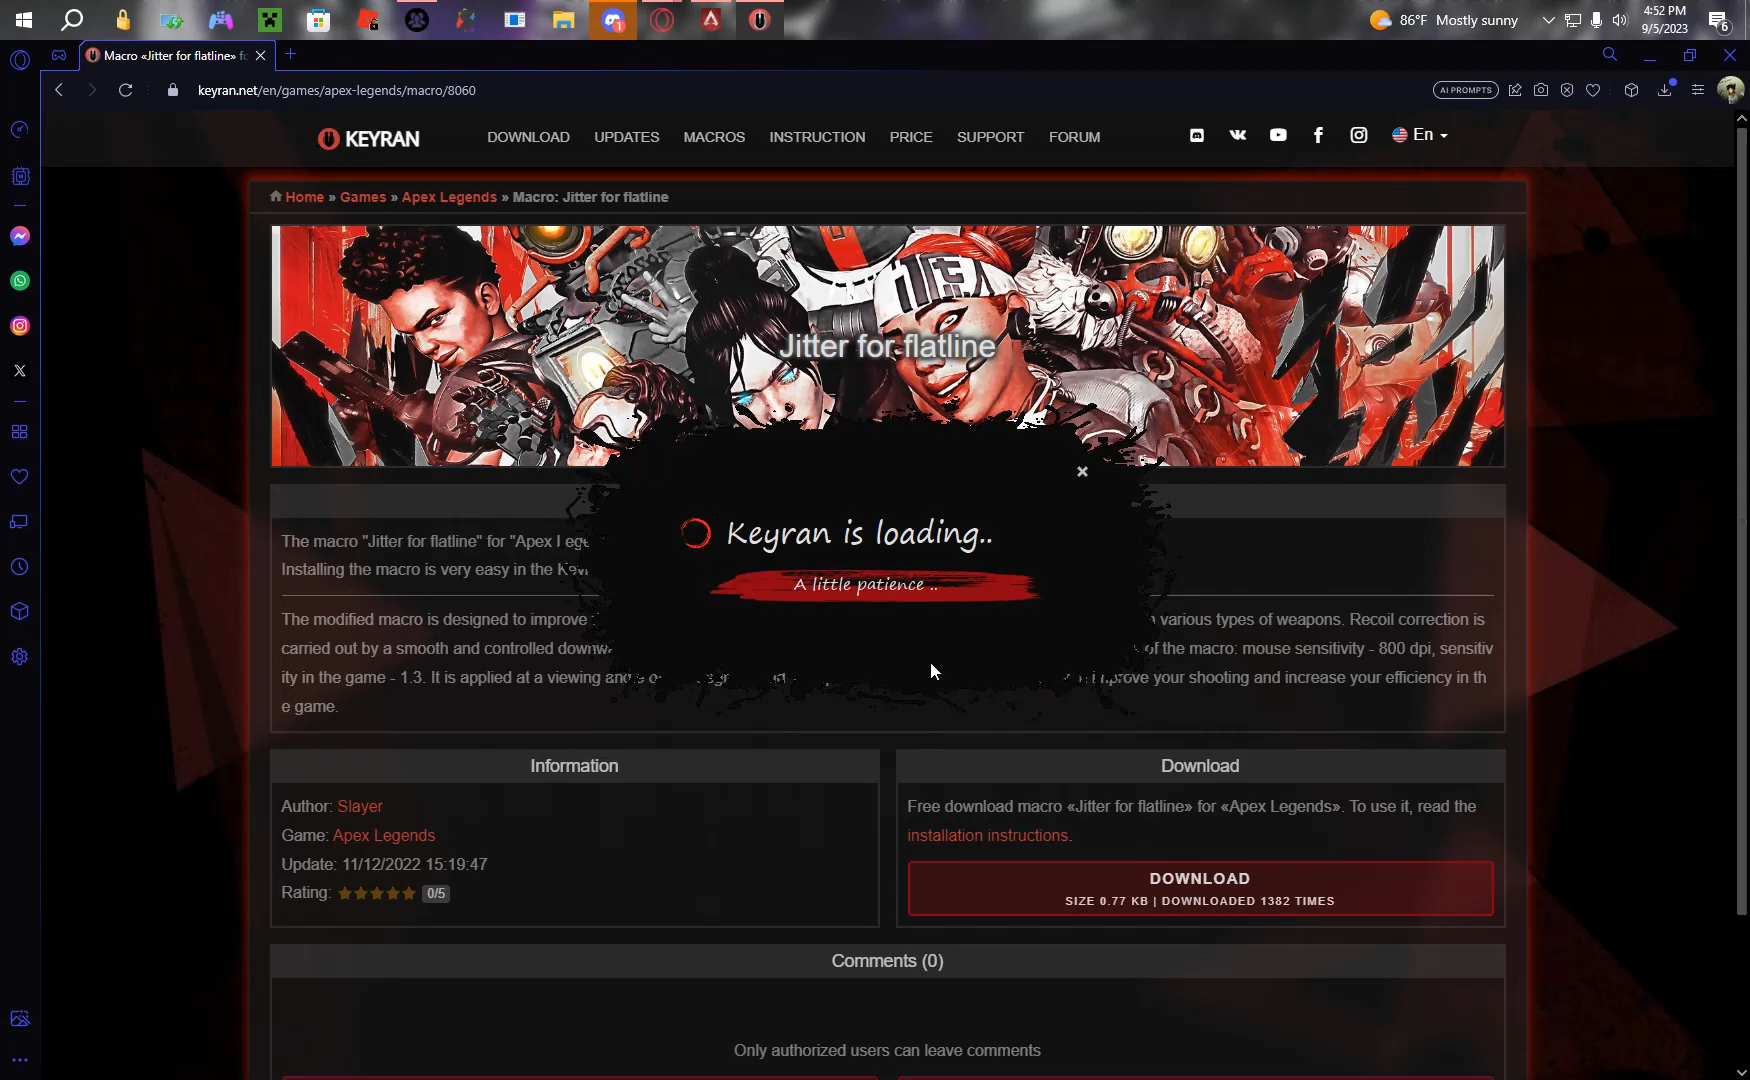 86°F Mostly sunny
4:52 PM
9/5/2023
6
1
Macro «Jitter for flatline» fo
keyran.net/en/games/apex-legends/macro/8060
AI PROMPTS
KEYRAN
DOWNLOAD UPDATES MACROS INSTRUCTION PRICE SUPPORT FORUM
En
Home » Games » Apex Legends » Macro: Jitter for flatline
Jitter for flatline
Keyran is loading..
A little patience ..
The macro "Jitter for flatline" for "Apex Lege
Installing the macro is very easy in the Key
The modified macro is designed to improve various types of weapons. Recoil correction is
carried out by a smooth and controlled downw of the macro: mouse sensitivity - 800 dpi, sensitiv
ity in the game - 1.3. It is applied at a viewing improve your shooting and increase your efficiency in th
e game.
Information
Author: Slayer
Game: Apex Legends
Update: 11/12/2022 15:19:47
Rating: 0/5
Download
Free download macro «Jitter for flatline» for «Apex Legends». To use it, read the
installation instructions.
DOWNLOAD
SIZE 0.77 KB | DOWNLOADED 1382 TIMES
Comments (0)
Only authorized users can leave comments